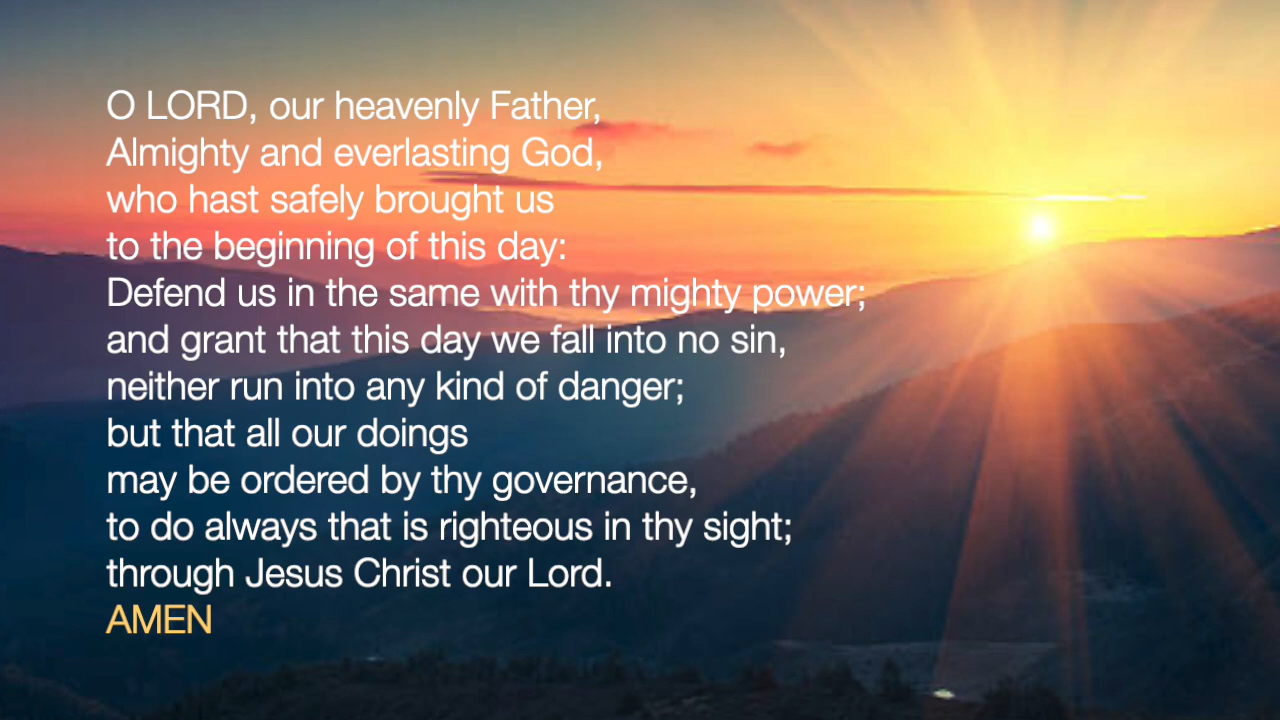 O LORD, our heavenly Father,
Almighty and everlasting God,
who hast safely brought us
to the beginning of this day:
Defend us in the same with thy mighty power;
and grant that this day we fall into no sin,
neither run into any kind of danger;
but that all our doings
may be ordered by thy governance,
to do always that is righteous in thy sight;
through Jesus Christ our Lord.
AMEN